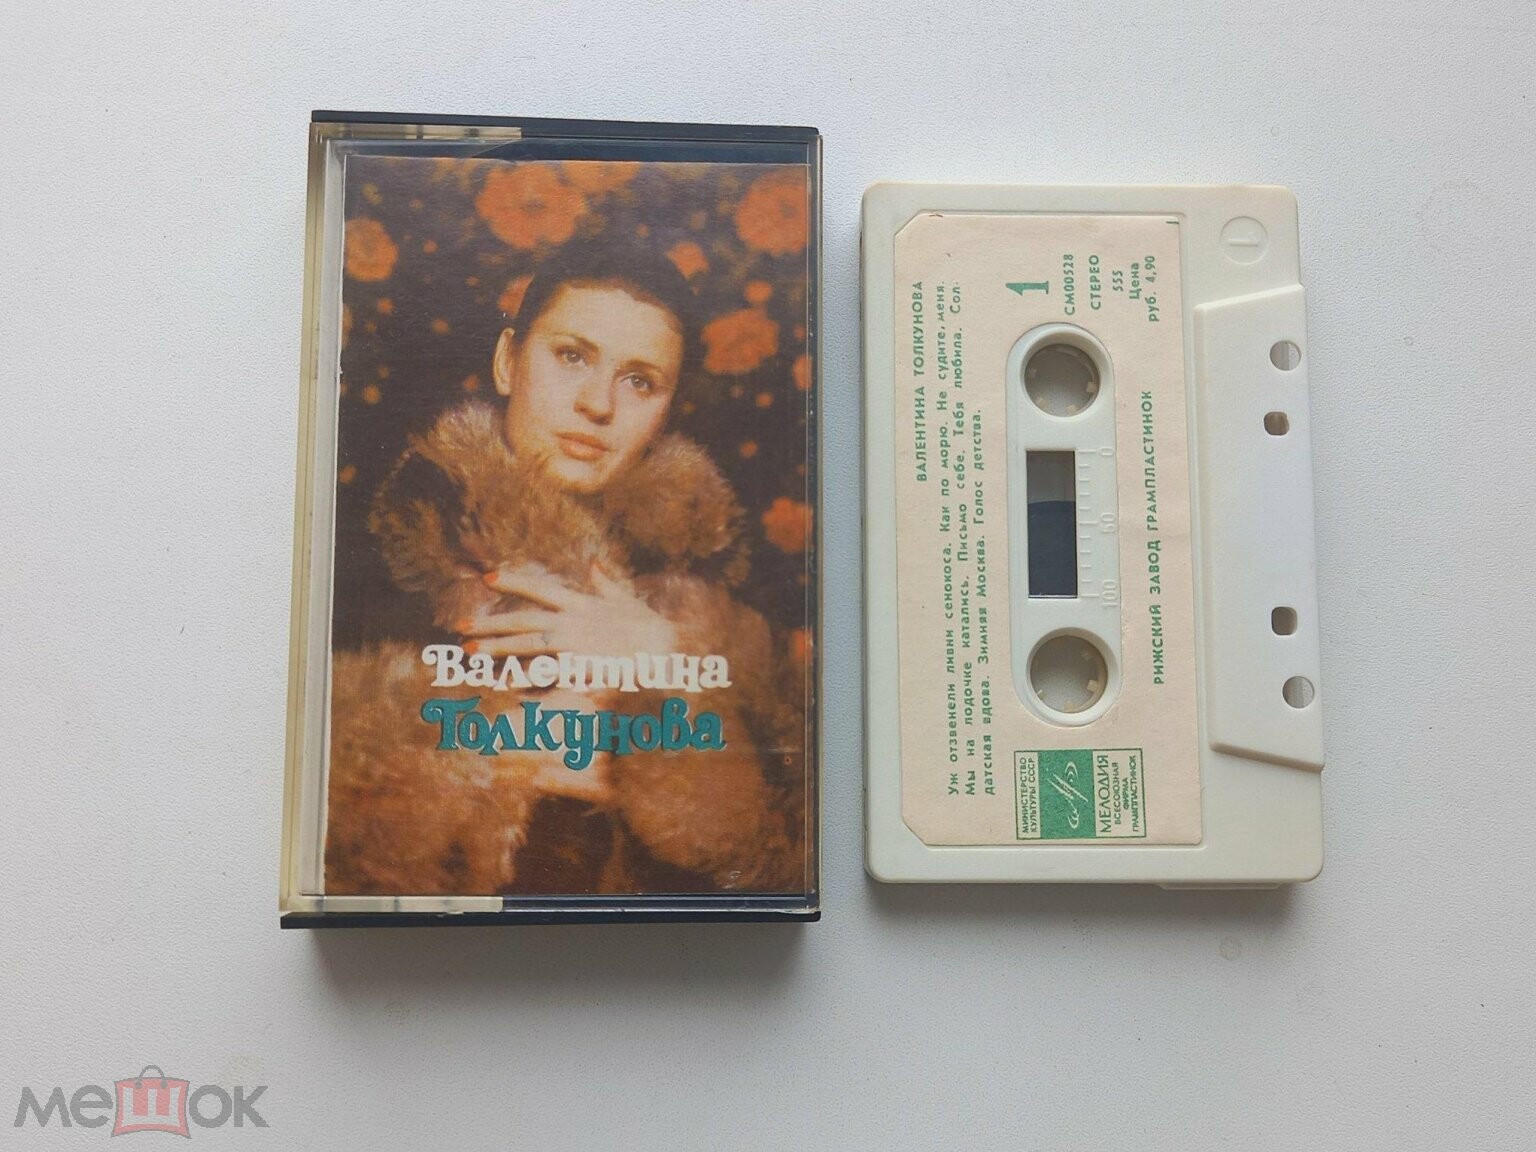 Валентина
Толкунова
ВАЛЕНТИНА ТОЛКУНОВА
Уж отзвенели ливни сенокоса. Как по морю. Не судите, меня.
Мы на лодочке катались. Письмо себе. Тебя любила. Сол-
датская вдова. Зимняя Москва. Голос детства.
1
СМ00528
СТЕРЕО
555
Цена
руб. 4,90
100 50 0
РИЖСКИЙ ЗАВОД ГРАМПЛАСТИНОК
МИНИСТЕРСТВО
КУЛЬТУРЫ СССР
МЕЛОДИЯ
ВСЕСОЮЗНАЯ
ФИРМА
ГРАМПЛАСТИНОК
1
мешок